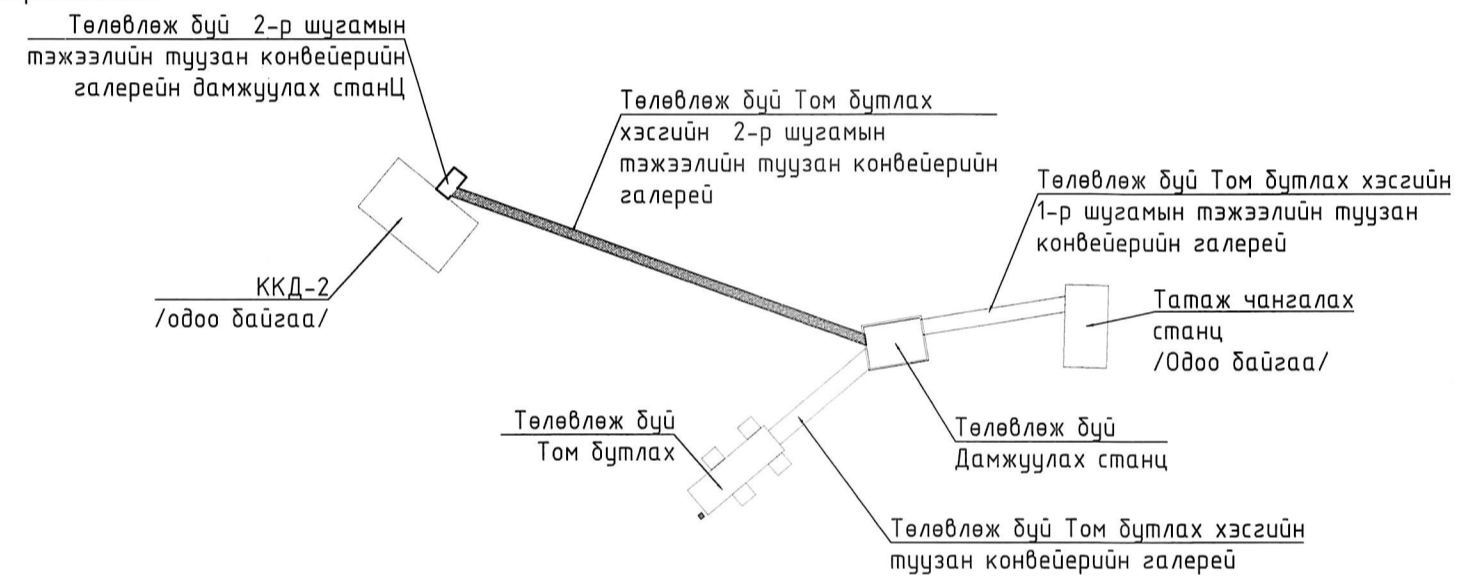 Төлөвлөж буй 2-р шугамын
тэжээлийн туузан конвейерийн
галерейн дамжуулах станЦ
Төлөвлөж буй Том бутлах
хэсгийн 2-р шугамын
тэжээлийн туузан конвейерийн
галерей
Төлөвлөж буй Том бутлах хэсгийн
1-р шугамын тэжээлийн туузан
конвейерийн галерей
ККД-2
/одоо байгаа/
Татаж чангалах
станц
/Одоо байгаа/
Төлөвлөж буй
Том бутлах
Төлөвлөж буй
Дамжуулах станц
Төлөвлөж буй Том бутлах хэсгийн
туузан конвейерийн галерей